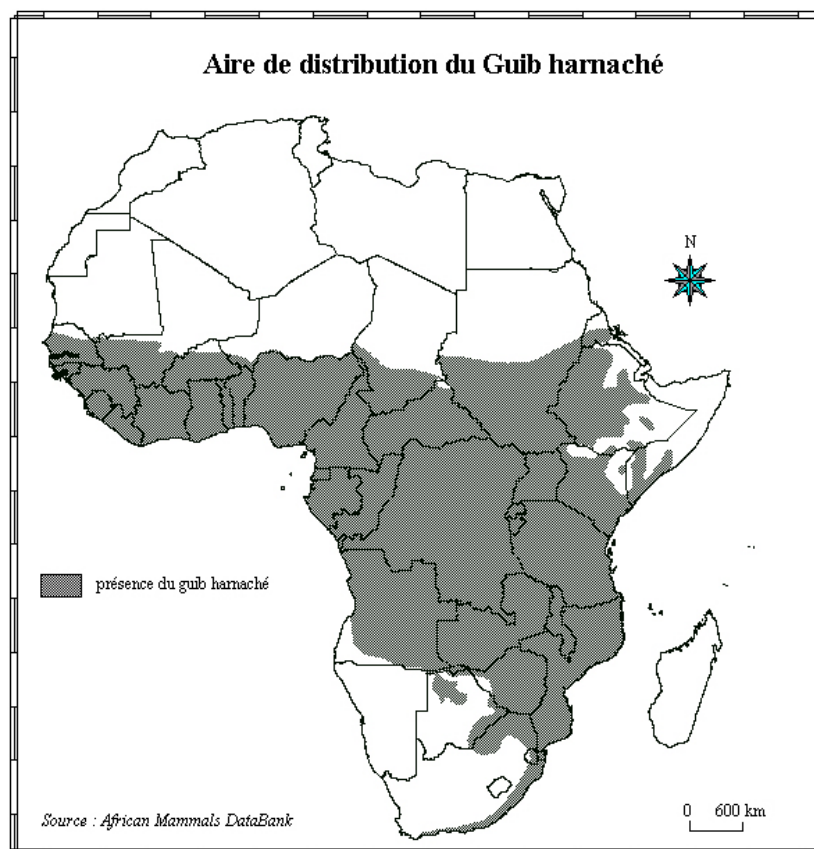 Aire de distribution du Guib harnaché
N
présence du guib harnaché
Source : African Mammals DataBank
0 600 km